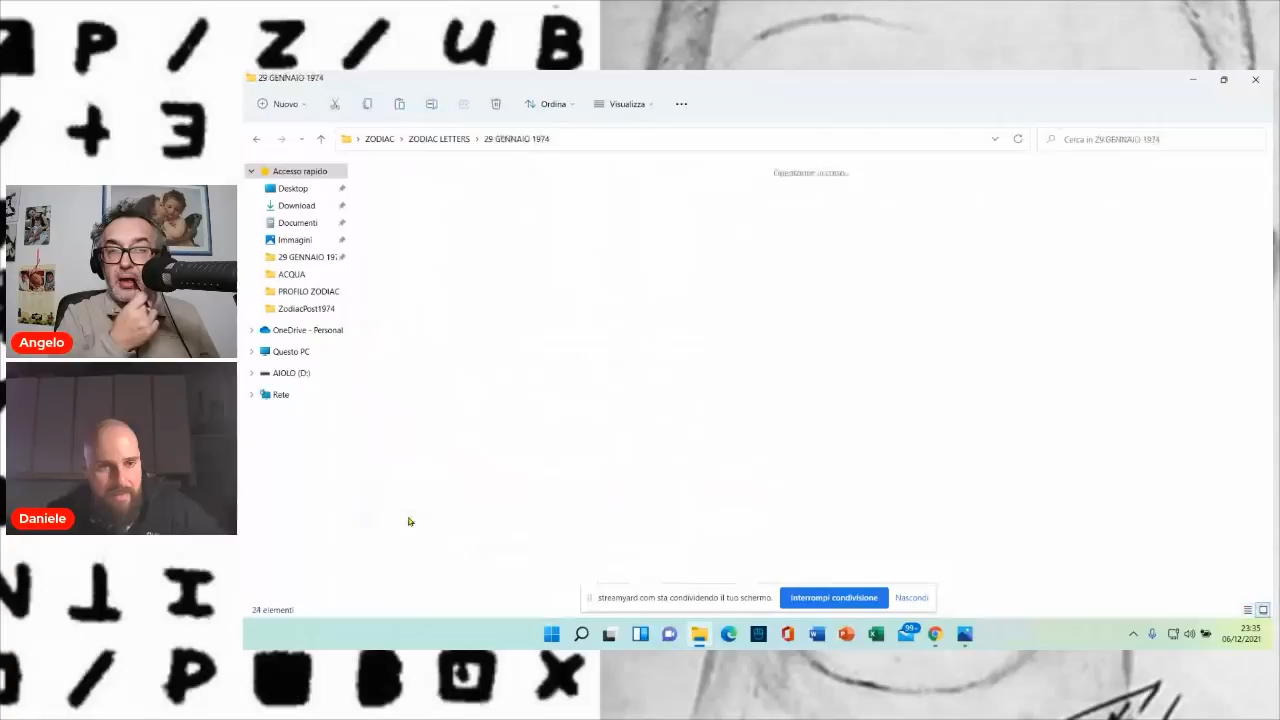 P / Z / U B
+ 3
29 GENNAIO 1974
Nuovo
Ordina
Visualizza
ZODIAC > ZODIAC LETTERS > 29 GENNAIO 1974
Cerca in 29 GENNAIO 1974
Accesso rapido
Desktop
Download
Documenti
Immagini
29 GENNAIO 197
ACQUA
PROFILO ZODIAC
ZodiacPost1974
OneDrive - Personal
Questo PC
AIOLO (D:)
Rete
Angelo
Daniele
streamyard.com sta condividendo il tuo schermo.
Interrompi condivisione
Nascondi
24 elementi
99+
23:35
06/12/2021